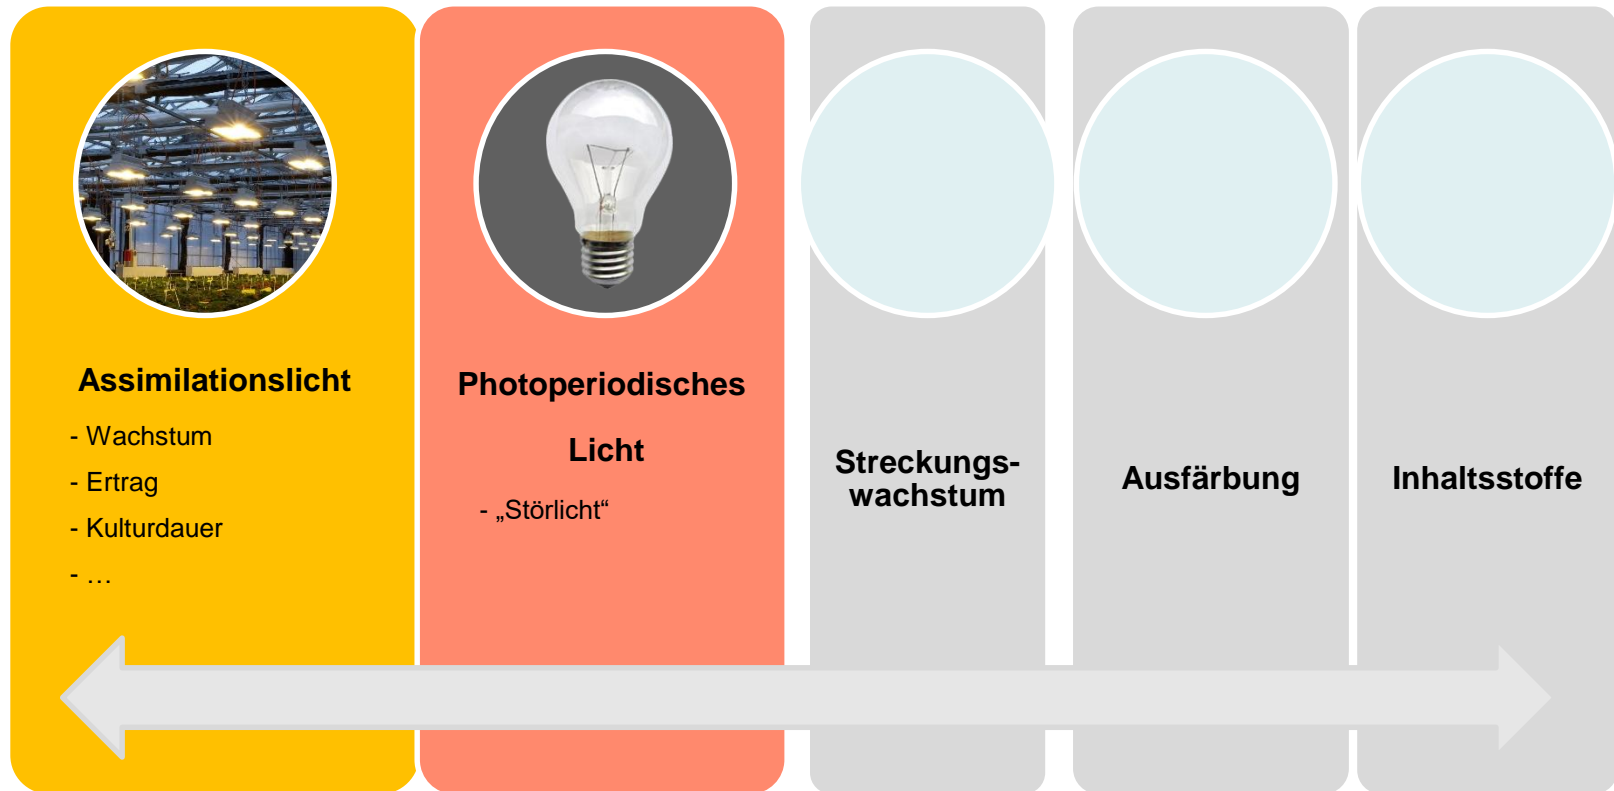 Assimilationslicht
- Wachstum
- Ertrag
- Kulturdauer
- …
Photoperiodisches
Licht
- „Störlicht“
Streckungs-
wachstum
Ausfärbung
Inhaltsstoffe